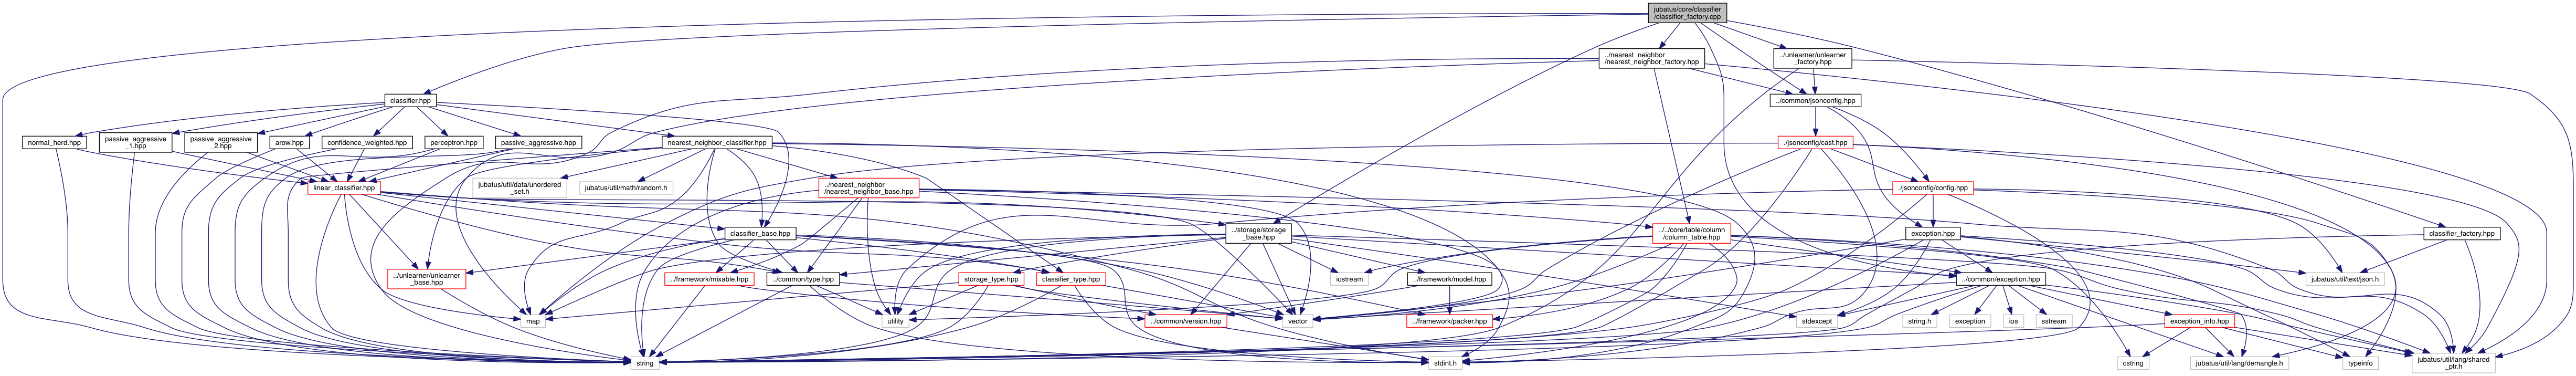 jubatus/core/classifier
/classifier_factory.cpp
../nearest_neighbor
/nearest_neighbor_factory.hpp
../unlearner/unlearner
_factory.hpp
classifier.hpp
../common/jsonconfig.hpp
normal_herd.hpp
passive_aggressive
_1.hpp
passive_aggressive
_2.hpp
arow.hpp
confidence_weighted.hpp
perceptron.hpp
passive_aggressive.hpp
nearest_neighbor_classifier.hpp
./jsonconfig/cast.hpp
linear_classifier.hpp
jubatus/util/data/unordered
_set.h
jubatus/util/math/random.h
../nearest_neighbor
/nearest_neighbor_base.hpp
./jsonconfig/config.hpp
classifier_base.hpp
../storage/storage
_base.hpp
../../core/table/column
/column_table.hpp
exception.hpp
classifier_factory.hpp
../unlearner/unlearner
_base.hpp
../framework/mixable.hpp
../common/type.hpp
storage_type.hpp
classifier_type.hpp
iostream
../framework/model.hpp
../common/exception.hpp
jubatus/util/text/json.h
map
utility
../common/version.hpp
vector
../framework/packer.hpp
stdexcept
string.h
exception
ios
sstream
exception_info.hpp
string
stdint.h
cstring
jubatus/util/lang/demangle.h
typeinfo
jubatus/util/lang/shared
_ptr.h